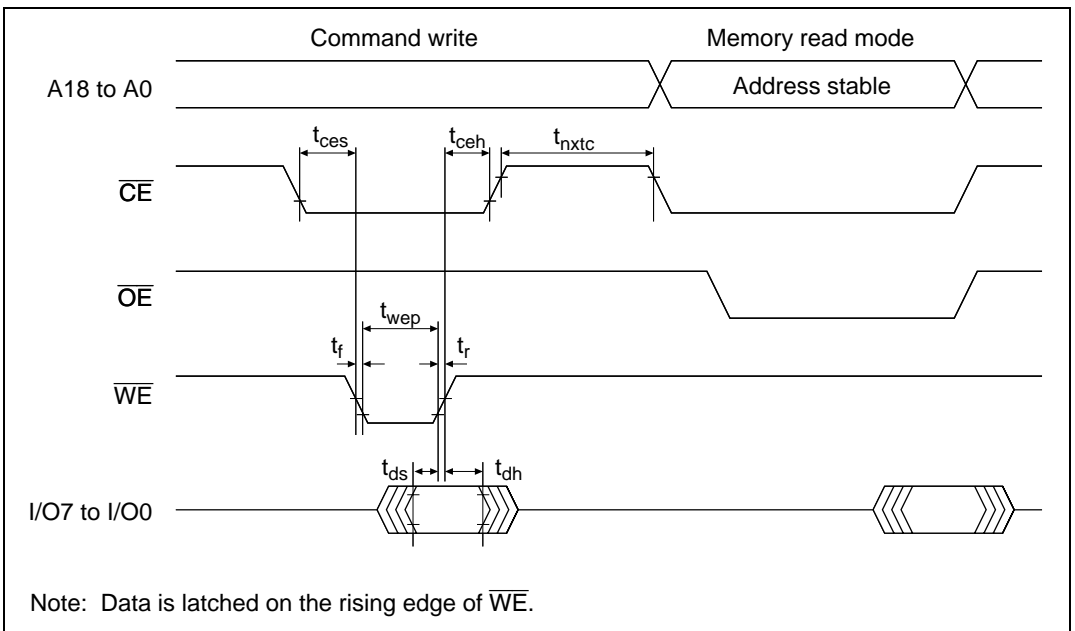 Command write Memory read mode
A18 to A0 Address stable
tces tceh tnxtc
CE
OE
twep
tf tr
WE
tds tdh
I/O7 to I/O0
Note: Data is latched on the rising edge of WE.